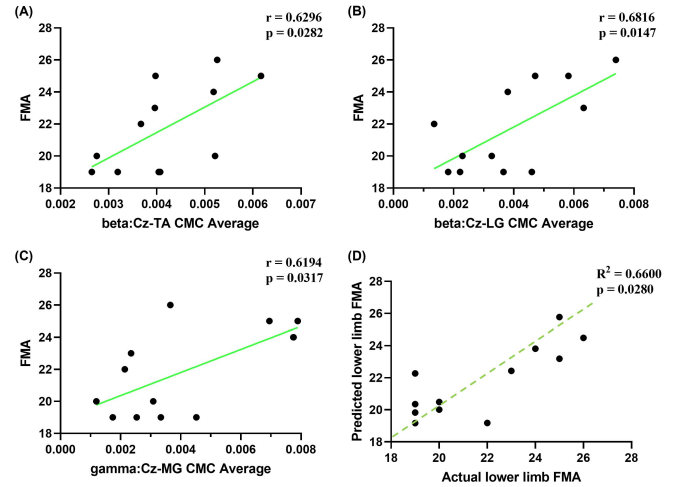 (A)
r = 0.6296
p = 0.0282
28
26
24
22
20
18
FMA
0.002
0.003
0.004
0.005
0.006
0.007
beta:Cz-TA CMC Average
(B)
r = 0.6816
p = 0.0147
28
26
24
22
20
18
FMA
0.000
0.002
0.004
0.006
0.008
beta:Cz-LG CMC Average
(C)
r = 0.6194
p = 0.0317
28
26
24
22
20
18
FMA
0.000
0.002
0.004
0.006
0.008
gamma:Cz-MG CMC Average
(D)
R² = 0.6600
p = 0.0280
28
26
24
22
20
18
Predicted lower limb FMA
18
20
22
24
26
28
Actual lower limb FMA